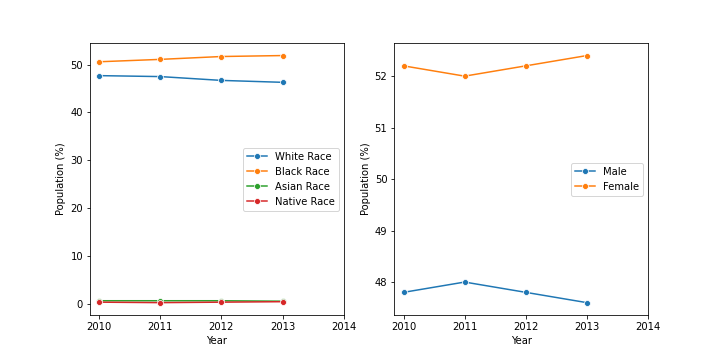 Population (%)
50
40
30
20
10
0
2010 2011 2012 2013 2014
Year
White Race
Black Race
Asian Race
Native Race
Population (%)
52
51
50
49
48
2010 2011 2012 2013 2014
Year
Male
Female